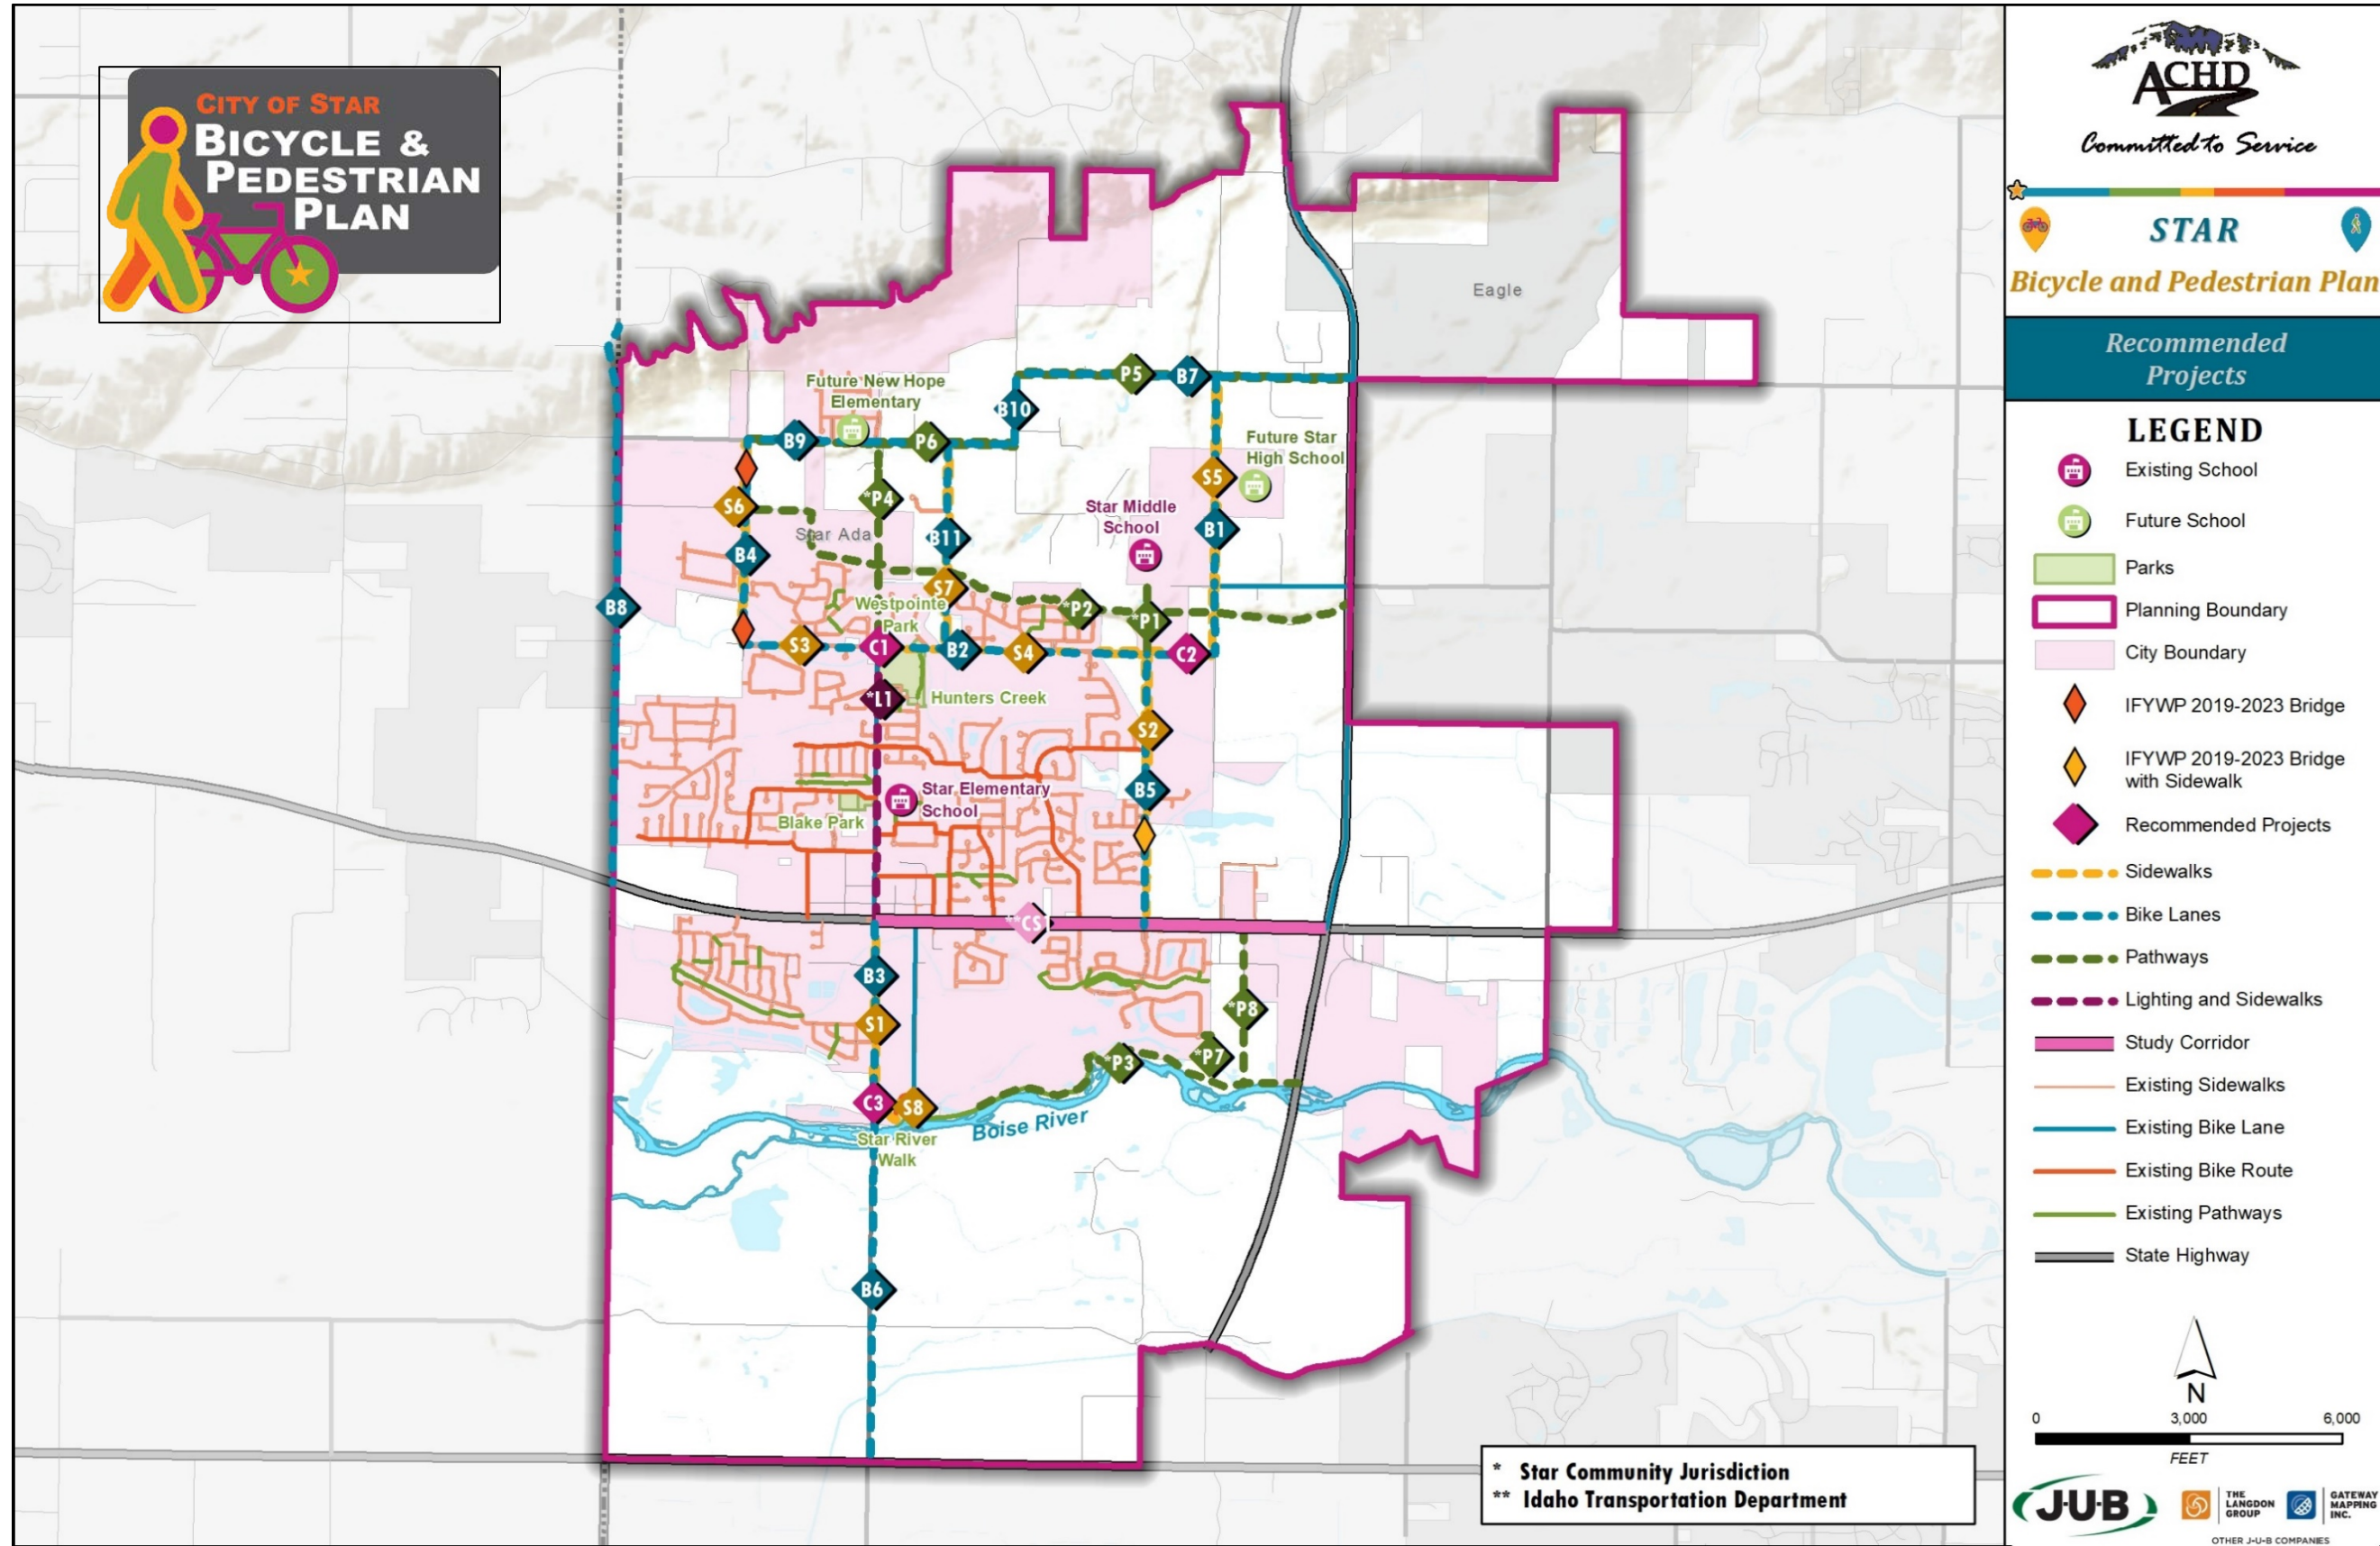 CITY OF STAR
BICYCLE &
PEDESTRIAN
PLAN
Eagle
Future New Hope
Elementary
P5
B7
B10
B9
P6
Future Star
High School
S5
*P4
S6
Star Middle
School
Star Ada
B11
B1
B4
S7
Westpointe
Park
*P2
*P1
B8
S3
C1
B2
S4
C2
*L1
Hunters Creek
S2
Star Elementary
School
B5
Blake Park
**CS
B3
*P8
S1
*P3
*P7
C3
S8
Boise River
Star River
Walk
B6
* Star Community Jurisdiction
** Idaho Transportation Department
ACHD
Committed to Service
STAR
Bicycle and Pedestrian Plan
Recommended
Projects
LEGEND
Existing School
Future School
Parks
Planning Boundary
City Boundary
IFYWP 2019-2023 Bridge
IFYWP 2019-2023 Bridge
with Sidewalk
Recommended Projects
Sidewalks
Bike Lanes
Pathways
Lighting and Sidewalks
Study Corridor
Existing Sidewalks
Existing Bike Lane
Existing Bike Route
Existing Pathways
State Highway
N
0 3,000 6,000
FEET
J·U·B
THE
LANGDON
GROUP
GATEWAY
MAPPING
INC.
OTHER J-U-B COMPANIES